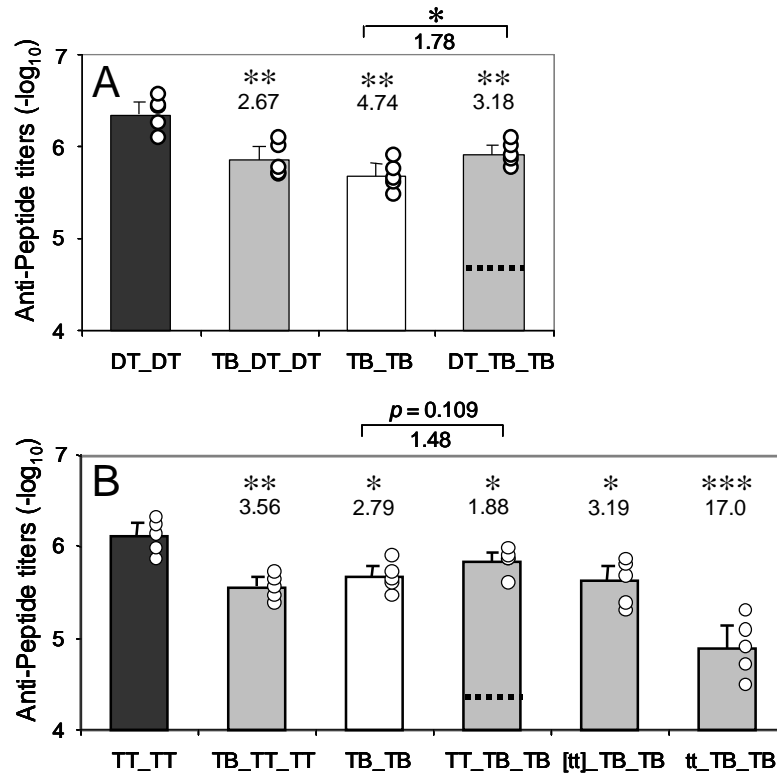 *
1.78
7
A
** ** **
2.67 4.74 3.18
6
5
4
Anti-Peptide titers (-log10)
DT_DT TB_DT_DT TB_TB DT_TB_TB
p = 0.109
1.48
7
B
** * * * ***
3.56 2.79 1.88 3.19 17.0
6
5
4
Anti-Peptide titers (-log10)
TT_TT TB_TT_TT TB_TB TT_TB_TB [tt]_TB_TB tt_TB_TB